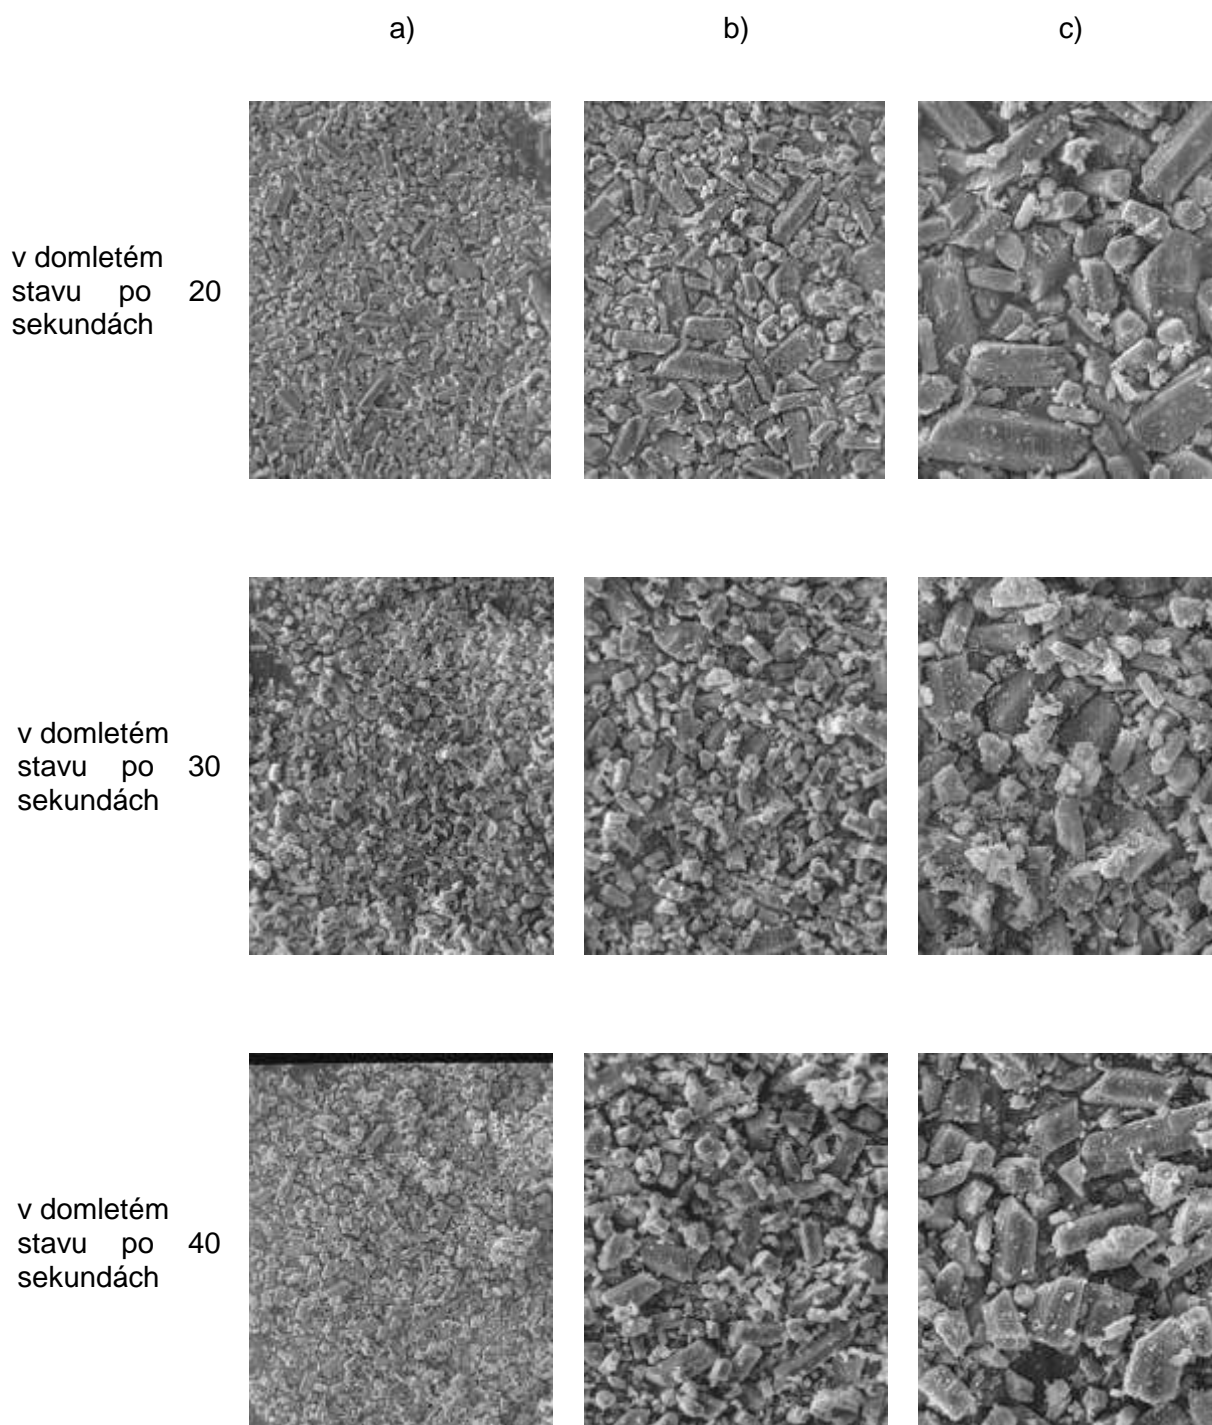 a) b) c)
v domletém
stavu po 20
sekundách
v domletém
stavu po 30
sekundách
v domletém
stavu po 40
sekundách